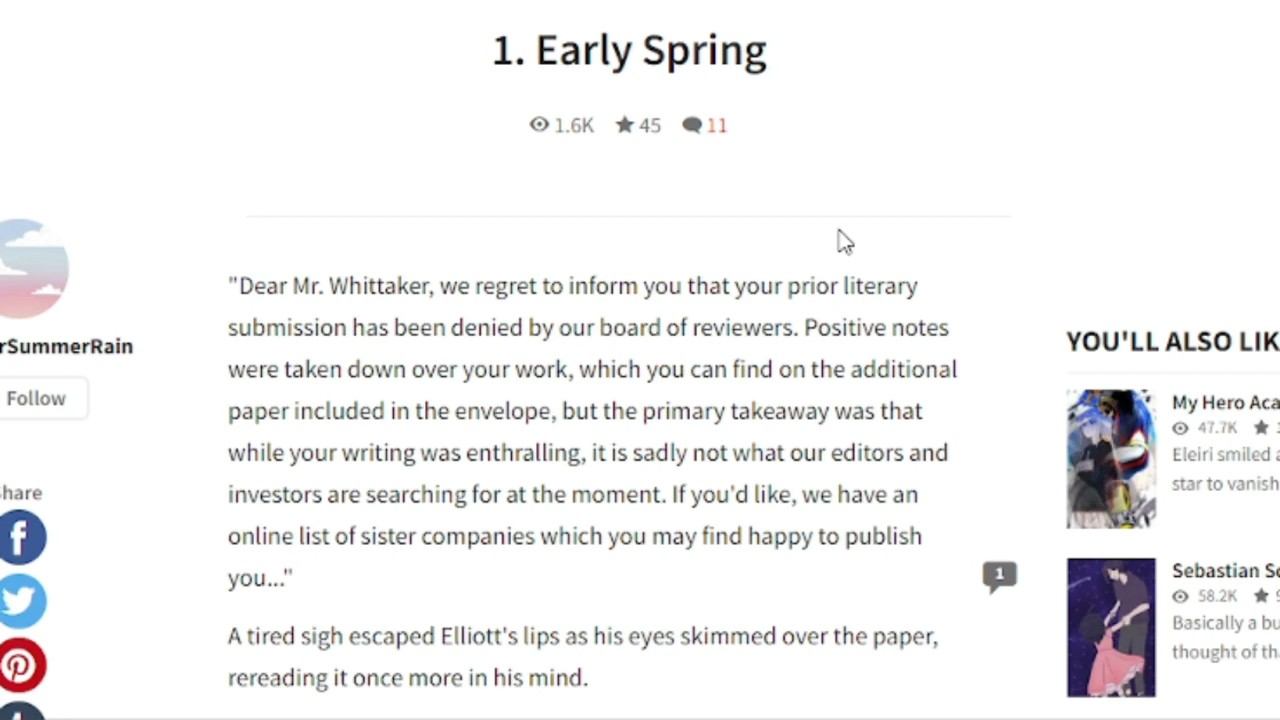 1. Early Spring
1.6K 45 11
"Dear Mr. Whittaker, we regret to inform you that your prior literary
submission has been denied by our board of reviewers. Positive notes
were taken down over your work, which you can find on the additional
paper included in the envelope, but the primary takeaway was that
while your writing was enthralling, it is sadly not what our editors and
investors are searching for at the moment. If you'd like, we have an
online list of sister companies which you may find happy to publish
you..."
1
A tired sigh escaped Elliott's lips as his eyes skimmed over the paper,
rereading it once more in his mind.
rSummerRain
Follow
Share
YOU'LL ALSO LIK
My Hero Aca
47.7K 1
Eleiri smiled a
star to vanish
Sebastian Sc
58.2K 9
Basically a bu
thought of tha